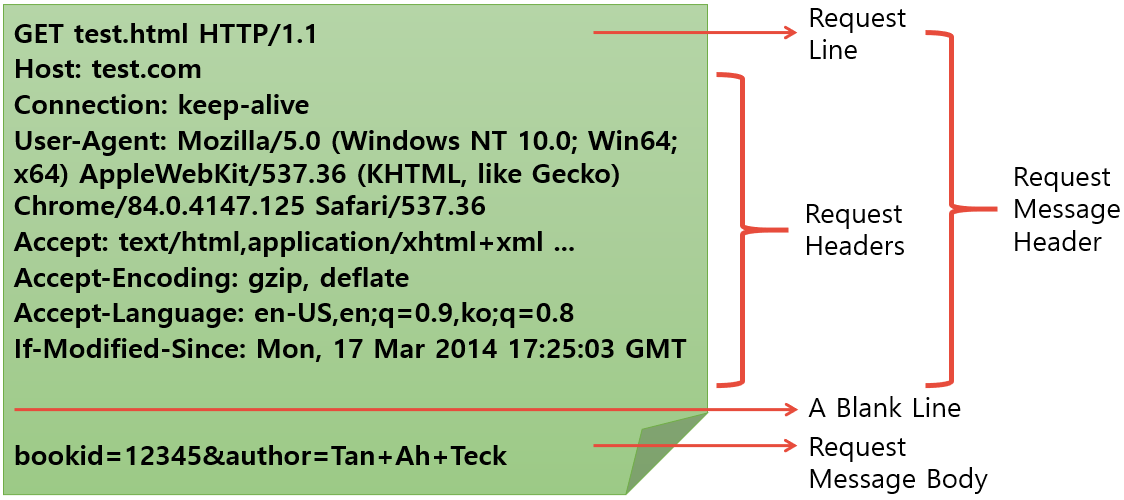 GET test.html HTTP/1.1
Host: test.com
Connection: keep-alive
User-Agent: Mozilla/5.0 (Windows NT 10.0; Win64;
x64) AppleWebKit/537.36 (KHTML, like Gecko)
Chrome/84.0.4147.125 Safari/537.36
Accept: text/html,application/xhtml+xml ...
Accept-Encoding: gzip, deflate
Accept-Language: en-US,en;q=0.9,ko;q=0.8
If-Modified-Since: Mon, 17 Mar 2014 17:25:03 GMT
bookid=12345&author=Tan+Ah+Teck
Request
Line
Request
Headers
Request
Message
Header
A Blank Line
Request
Message Body